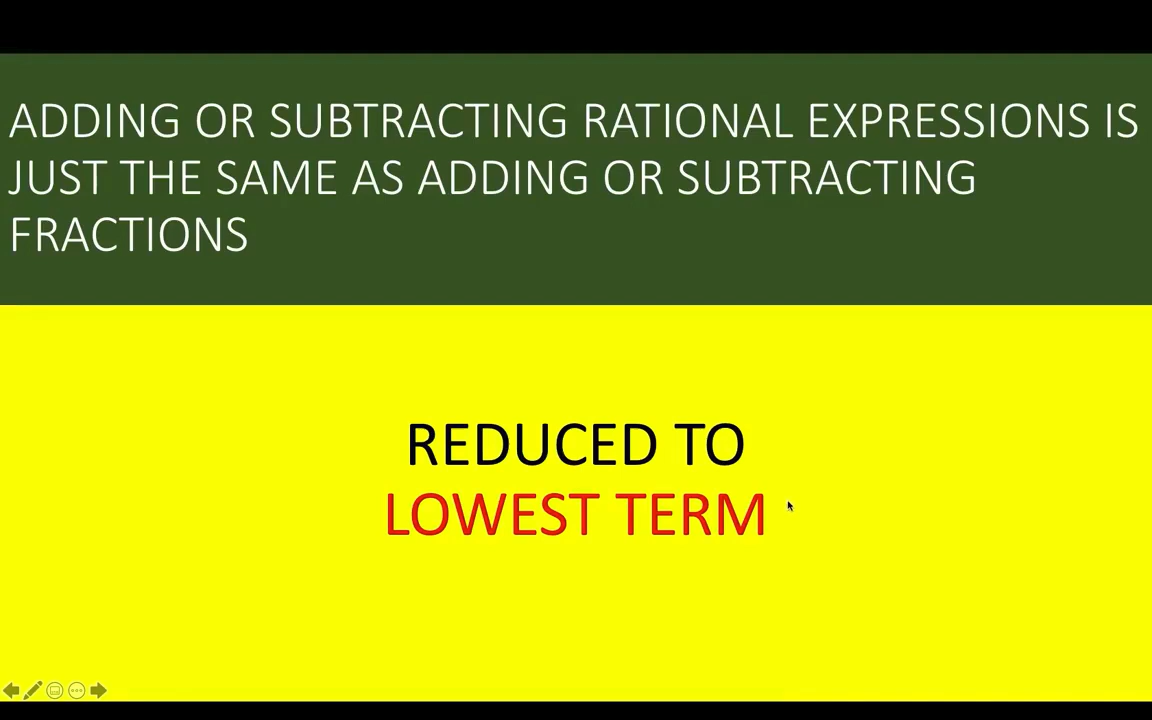 ADDING OR SUBTRACTING RATIONAL EXPRESSIONS IS
JUST THE SAME AS ADDING OR SUBTRACTING
FRACTIONS
REDUCED TO
LOWEST TERM